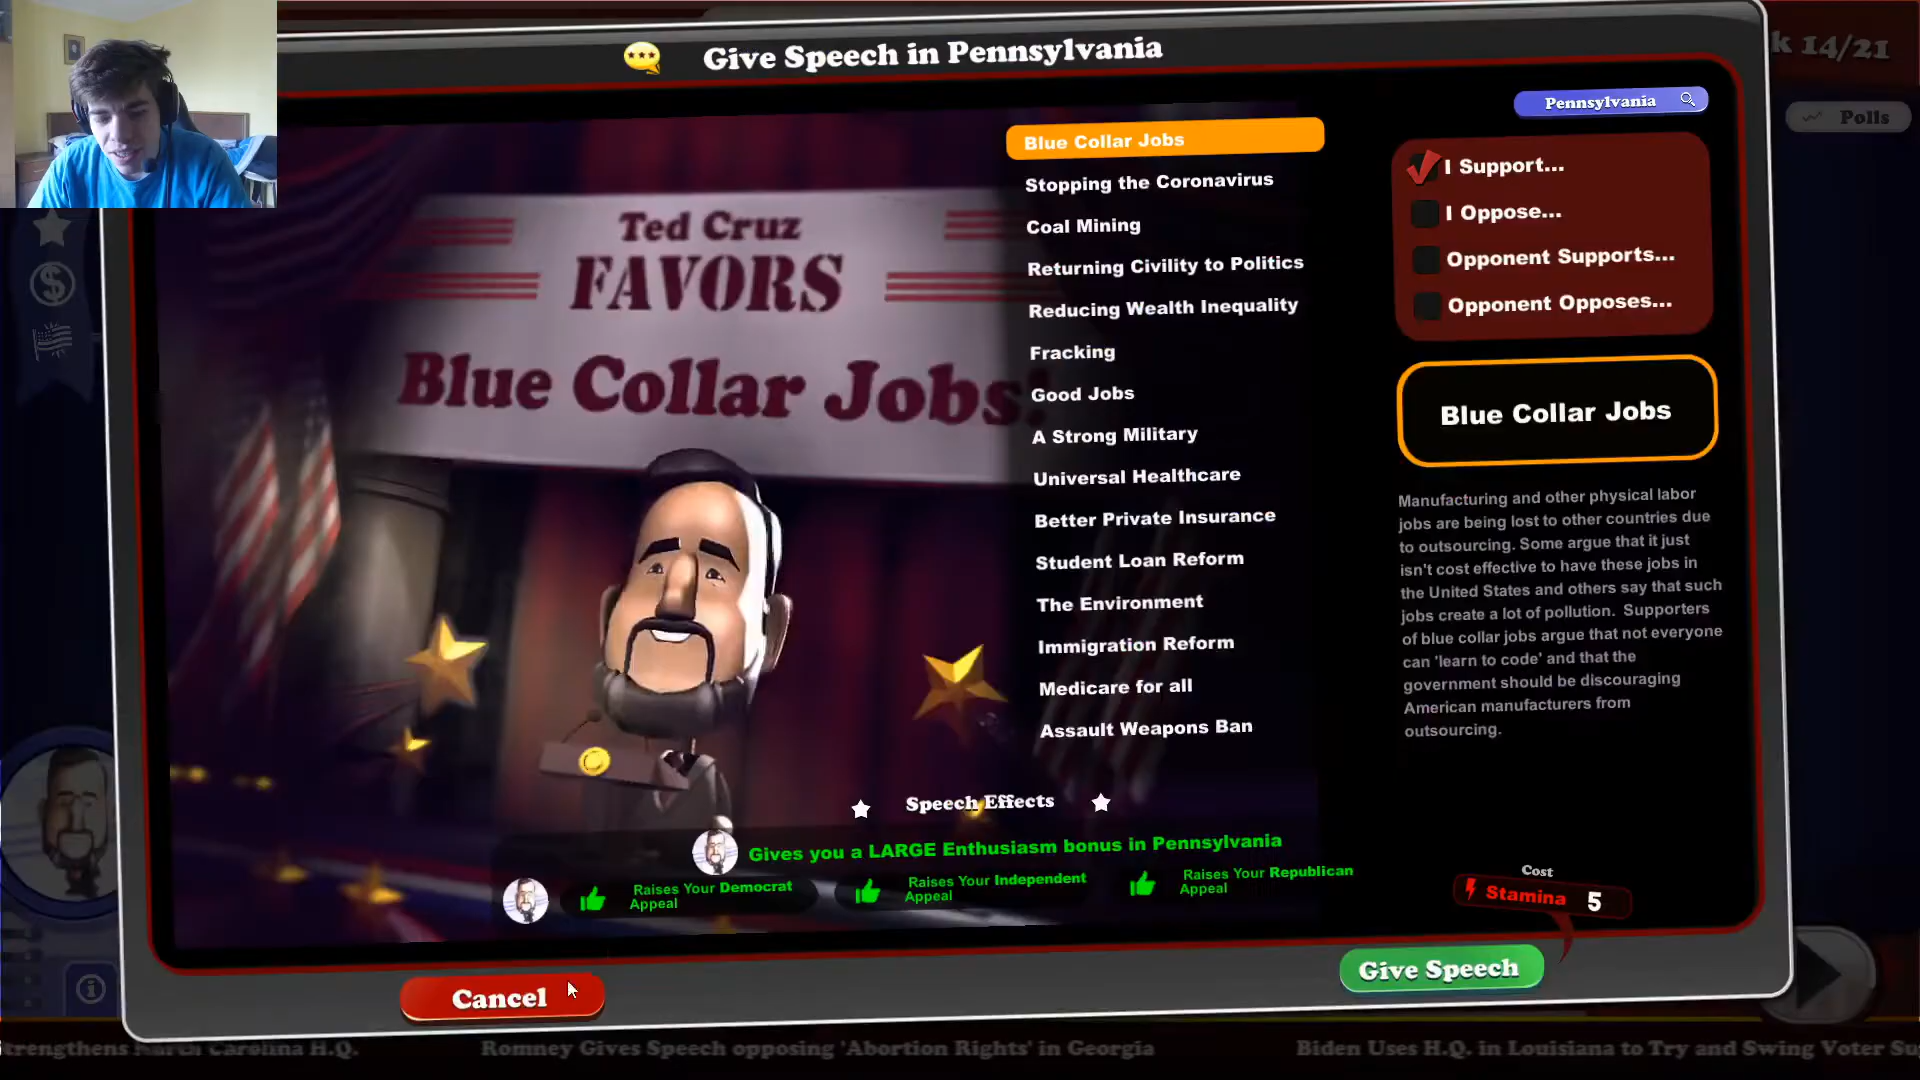 Give Speech in Pennsylvania
k 14/21
Pennsylvania
Polls
Blue Collar Jobs
Stopping the Coronavirus
Coal Mining
Returning Civility to Politics
Reducing Wealth Inequality
Fracking
Good Jobs
A Strong Military
Universal Healthcare
Better Private Insurance
Student Loan Reform
The Environment
Immigration Reform
Medicare for all
Assault Weapons Ban
Ted Cruz
FAVORS
Blue Collar Jobs!
I Support...
I Oppose...
Opponent Supports...
Opponent Opposes...
Blue Collar Jobs
Manufacturing and other physical labor
jobs are being lost to other countries due
to outsourcing. Some argue that it just
isn't cost effective to have these jobs in
the United States and others say that such
jobs create a lot of pollution. Supporters
of blue collar jobs argue that not everyone
can 'learn to code' and that the
government should be discouraging
American manufacturers from
outsourcing.
Speech Effects
Gives you a LARGE Enthusiasm bonus in Pennsylvania
Raises Your Democrat
Appeal
Raises Your Independent
Appeal
Raises Your Republican
Appeal
Cost
Stamina 5
Cancel
Give Speech
trengthens North Carolina H.Q.
Romney Gives Speech opposing 'Abortion Rights' in Georgia
Biden Uses H.Q. in Louisiana to Try and Swing Voter Su